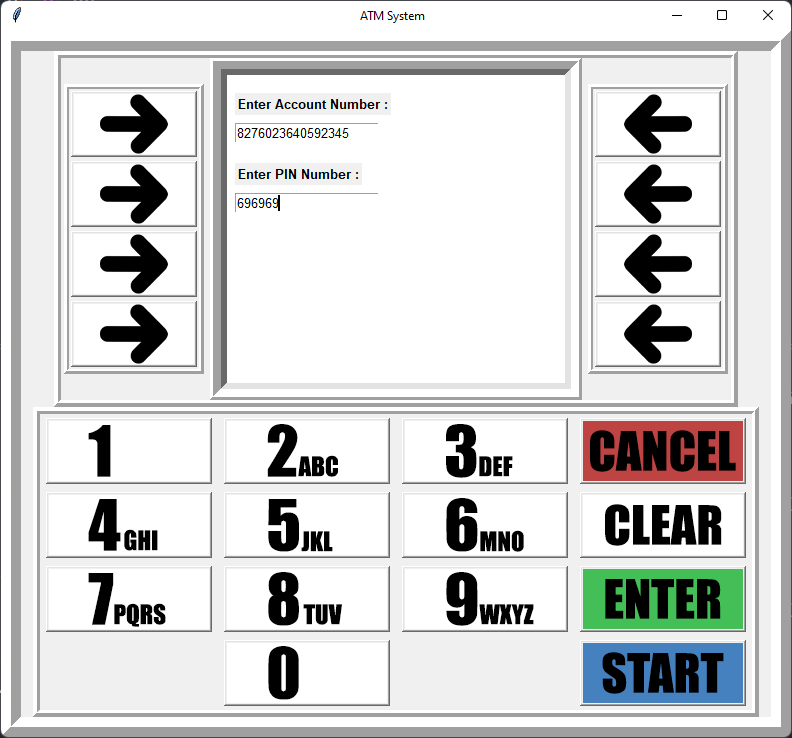 ATM System
Enter Account Number :
8276023640592345
Enter PIN Number :
696969
1
2ABC
3DEF
CANCEL
4GHI
5JKL
6MNO
CLEAR
7PQRS
8TUV
9WXYZ
ENTER
0
START